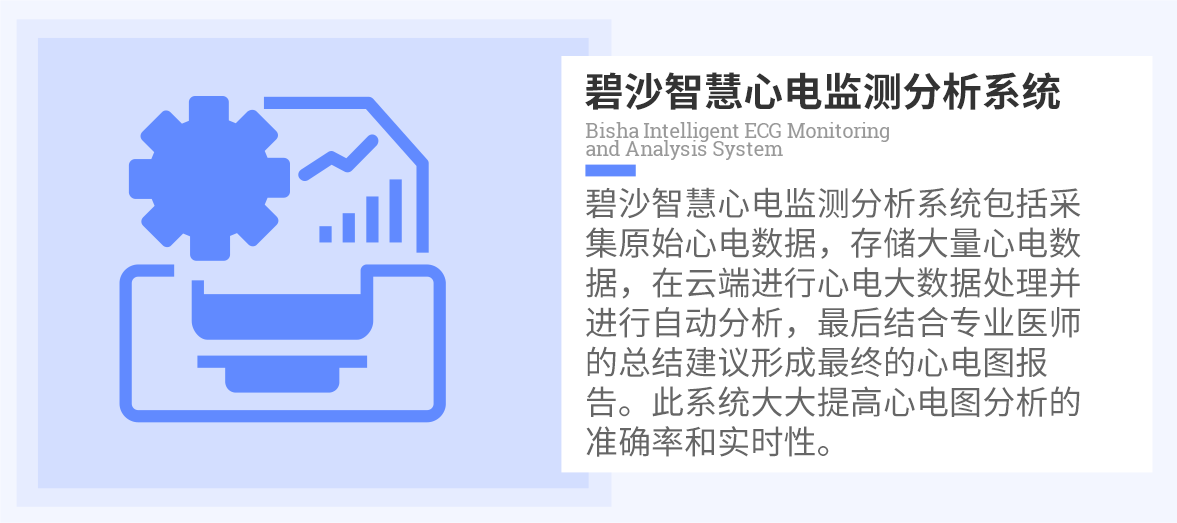 碧沙智慧心电监测分析系统
Bisha Intelligent ECG Monitoring
and Analysis System
碧沙智慧心电监测分析系统包括采
集原始心电数据，存储大量心电数
据，在云端进行心电大数据处理并
进行自动分析，最后结合专业医师
的总结建议形成最终的心电图报
告。此系统大大提高心电图分析的
准确率和实时性。